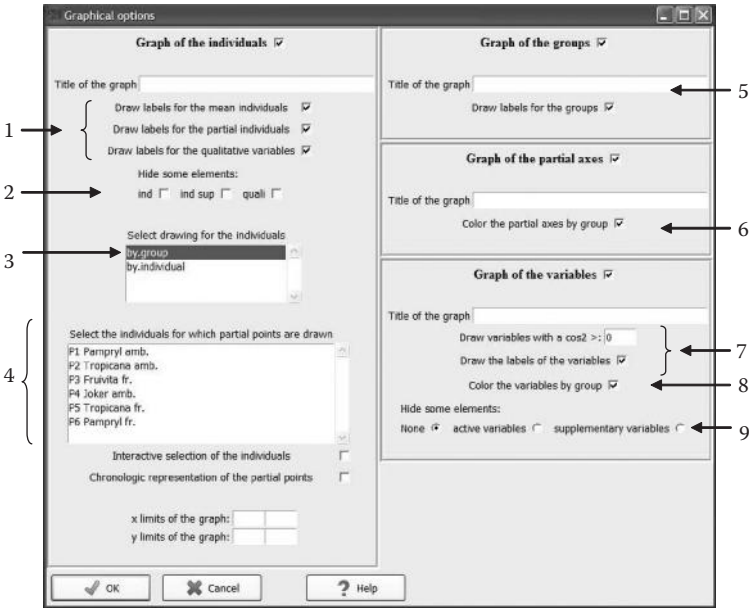 Graphical options
Graph of the individuals
Title of the graph
Draw labels for the mean individuals
Draw labels for the partial individuals
Draw labels for the qualitative variables
Hide some elements:
ind ind sup quali
Select drawing for the individuals
by.group
by.individual
Select the individuals for which partial points are drawn
P1 Pampryl amb.
P2 Tropicana amb.
P3 Fruivita fr.
P4 Joker amb.
P5 Tropicana fr.
P6 Pampryl fr.
Interactive selection of the individuals
Chronologic representation of the partial points
x limits of the graph:
y limits of the graph:
OK Cancel Help
Graph of the groups
Title of the graph
Draw labels for the groups
Graph of the partial axes
Title of the graph
Color the partial axes by group
Graph of the variables
Title of the graph
Draw variables with a cos2 >: 0
Draw the labels of the variables
Color the variables by group
Hide some elements:
None active variables supplementary variables
1
2
3
4
5
6
7
8
9